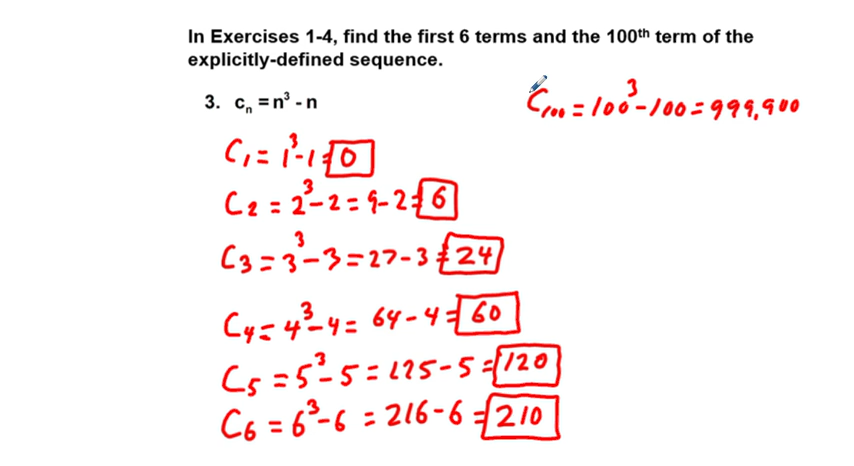 In Exercises 1-4, find the first 6 terms and the 100th term of the
explicitly-defined sequence.
3. cₙ = n³ - n
C₁₀₀ = 100³ - 100 = 999,900
C₁ = 1³ - 1 = 0
C₂ = 2³ - 2 = 9 - 2 = 6
C₃ = 3³ - 3 = 27 - 3 = 24
C₄ = 4³ - 4 = 64 - 4 = 60
C₅ = 5³ - 5 = 125 - 5 = 120
C₆ = 6³ - 6 = 216 - 6 = 210